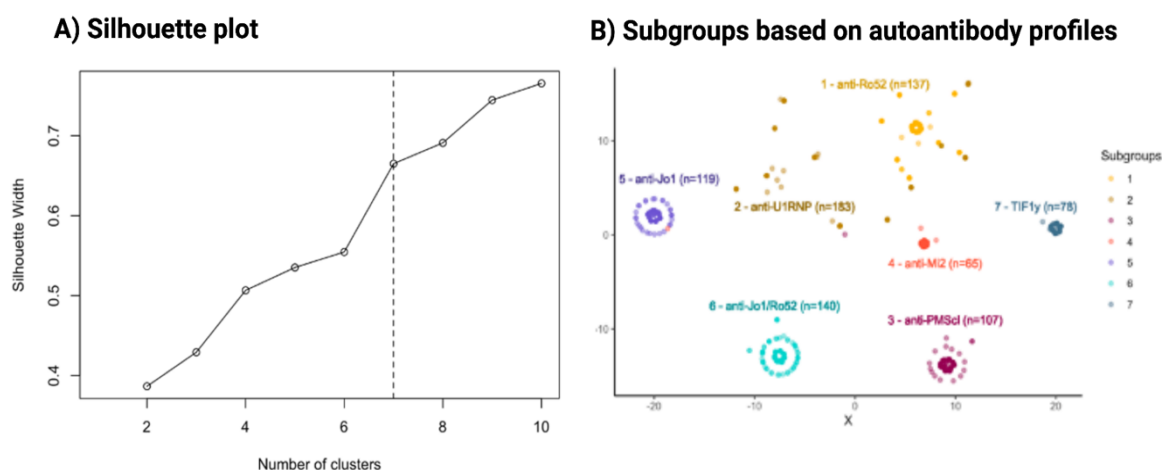 A) Silhouette plot
Silhouette Width
0.7
0.6
0.5
0.4
2 4 6 8 10
Number of clusters
B) Subgroups based on autoantibody profiles
1 - anti-Ro52 (n=137)
5 - anti-Jo1 (n=119)
2 - anti-U1RNP (n=183)
7 - TIF1y (n=78)
4 - anti-Mi2 (n=65)
6 - anti-Jo1/Ro52 (n=140)
3 - anti-PMScl (n=107)
10
0
-10
-20 -10 0 10 20
X
Subgroups
1
2
3
4
5
6
7